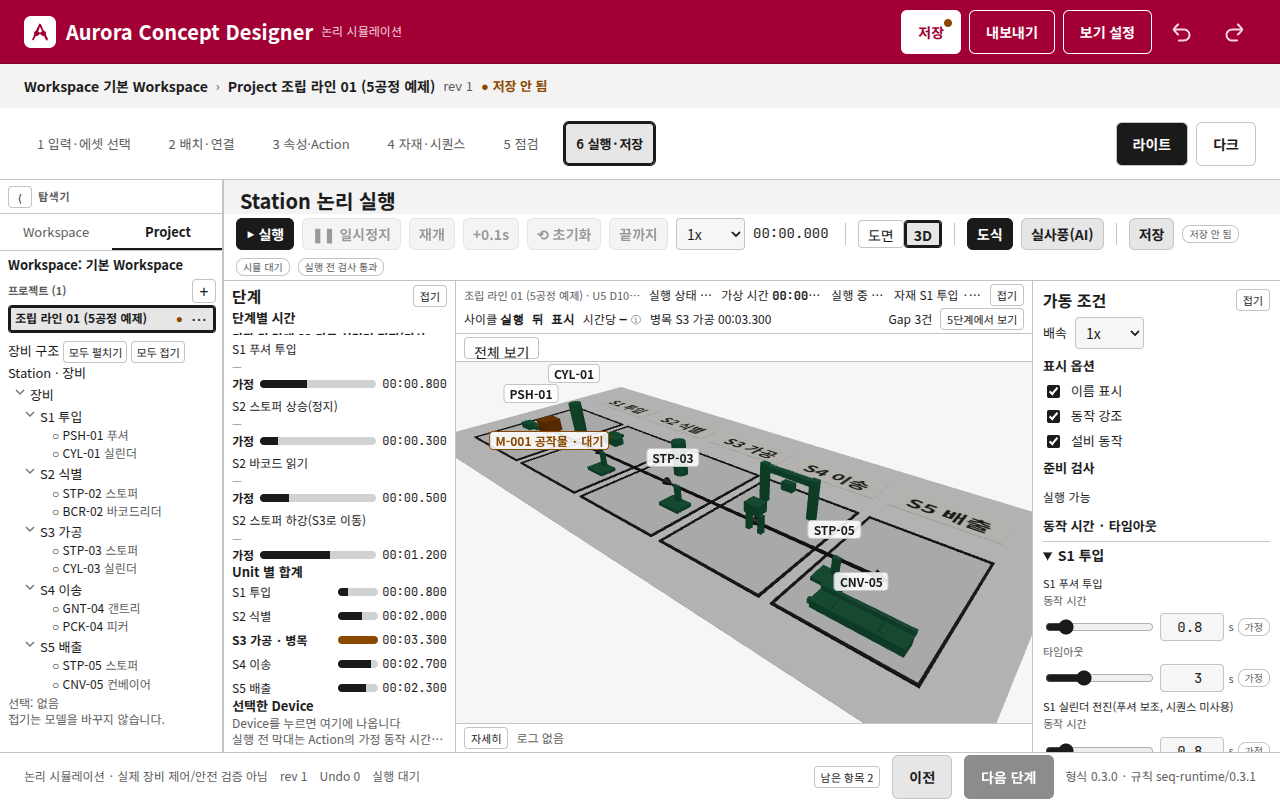 Aurora Concept Designer 논리 시뮬레이션
저장 내보내기 보기 설정
Workspace 기본 Workspace › Project 조립 라인 01 (5공정 예제) rev 1 ● 저장 안 됨
1 입력·에셋 선택 2 배치·연결 3 속성·Action 4 자재·시퀀스 5 점검 6 실행·저장
라이트 다크
탐색기
Workspace Project
Workspace: 기본 Workspace
프로젝트 (1) +
조립 라인 01 (5공정 예제) ● ···
장비 구조 모두 펼치기 모두 접기
Station · 장비
장비
S1 투입
○ PSH-01 푸셔
○ CYL-01 실린더
S2 식별
○ STP-02 스토퍼
○ BCR-02 바코드리더
S3 가공
○ STP-03 스토퍼
○ CYL-03 실린더
S4 이송
○ GNT-04 갠트리
○ PCK-04 피커
S5 배출
○ STP-05 스토퍼
○ CNV-05 컨베이어
선택: 없음
접기는 모델을 바꾸지 않습니다.
Station 논리 실행
▶ 실행 ❚❚ 일시정지 재개 +0.1s ⟲ 초기화 끝까지 1x 00:00.000 도면 3D 도식 실사풍(AI) 저장 저장 안 됨
시뮬 대기 실행 전 검사 통과
단계 접기
단계별 시간
S1 푸셔 투입
—
가정 00:00.800
S2 스토퍼 상승(정지)
—
가정 00:00.300
S2 바코드 읽기
—
가정 00:00.500
S2 스토퍼 하강(S3로 이동)
—
가정 00:01.200
Unit 별 합계
S1 투입 00:00.800
S2 식별 00:02.000
S3 가공 · 병목 00:03.300
S4 이송 00:02.700
S5 배출 00:02.300
선택한 Device
Device를 누르면 여기에 나옵니다
실행 전 막대는 Action의 가정 동작 시간…
조립 라인 01 (5공정 예제) · U5 D10… 실행 상태 … 가상 시간 00:00… 실행 중 … 자재 S1 투입 ·… 접기
사이클 실행 뒤 표시 시간당 – ⓘ 병목 S3 가공 00:03.300 Gap 3건 5단계에서 보기
전체 보기
CYL-01
PSH-01
M-001 공작물 · 대기
STP-03
STP-05
CNV-05
S1 투입
S2 식별
S3 가공
S4 이송
S5 배출
자세히 로그 없음
가동 조건 접기
배속 1x
표시 옵션
이름 표시
동작 강조
설비 동작
준비 검사
실행 가능
동작 시간 · 타임아웃
▼ S1 투입
S1 푸셔 투입
동작 시간
0.8 s 가정
타임아웃
3 s 가정
S1 실린더 전진(푸셔 보조, 시퀀스 미사용)
동작 시간
0.8 s 가정
논리 시뮬레이션 · 실제 장비 제어/안전 검증 아님 rev 1 Undo 0 실행 대기
남은 항목 2 이전 다음 단계 형식 0.3.0 · 규칙 seq-runtime/0.3.1